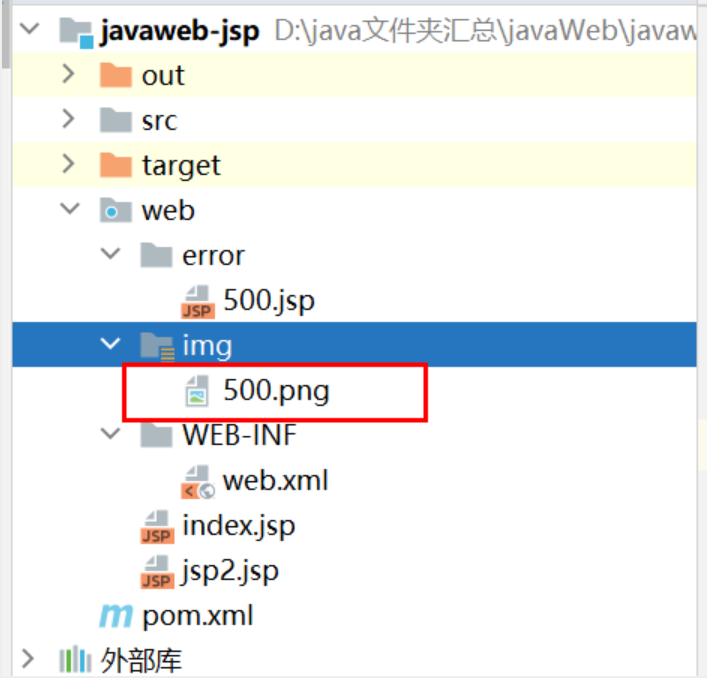 javaweb-jsp D:\java文件夹汇总\javaWeb\javaw
out
src
target
web
error
JSP 500.jsp
img
500.png
WEB-INF
web.xml
JSP index.jsp
JSP jsp2.jsp
m pom.xml
外部库